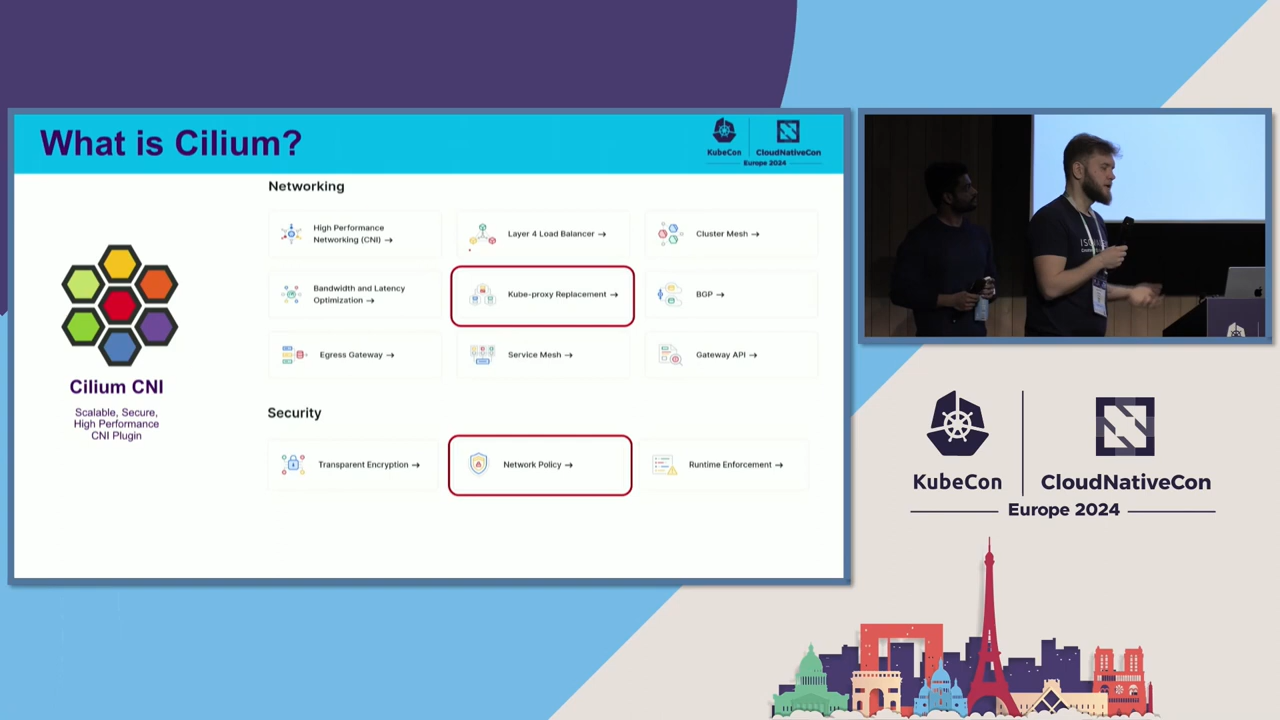 What is Cilium?
KubeCon
CloudNativeCon
Europe 2024
Networking
High Performance
Networking (CNI) →
Layer 4 Load Balancer →
Cluster Mesh →
Bandwidth and Latency
Optimization →
Kube-proxy Replacement →
BGP →
Egress Gateway →
Service Mesh →
Gateway API →
Cilium CNI
Scalable, Secure,
High Performance
CNI Plugin
Security
Transparent Encryption →
Network Policy →
Runtime Enforcement →
KubeCon
CloudNativeCon
Europe 2024